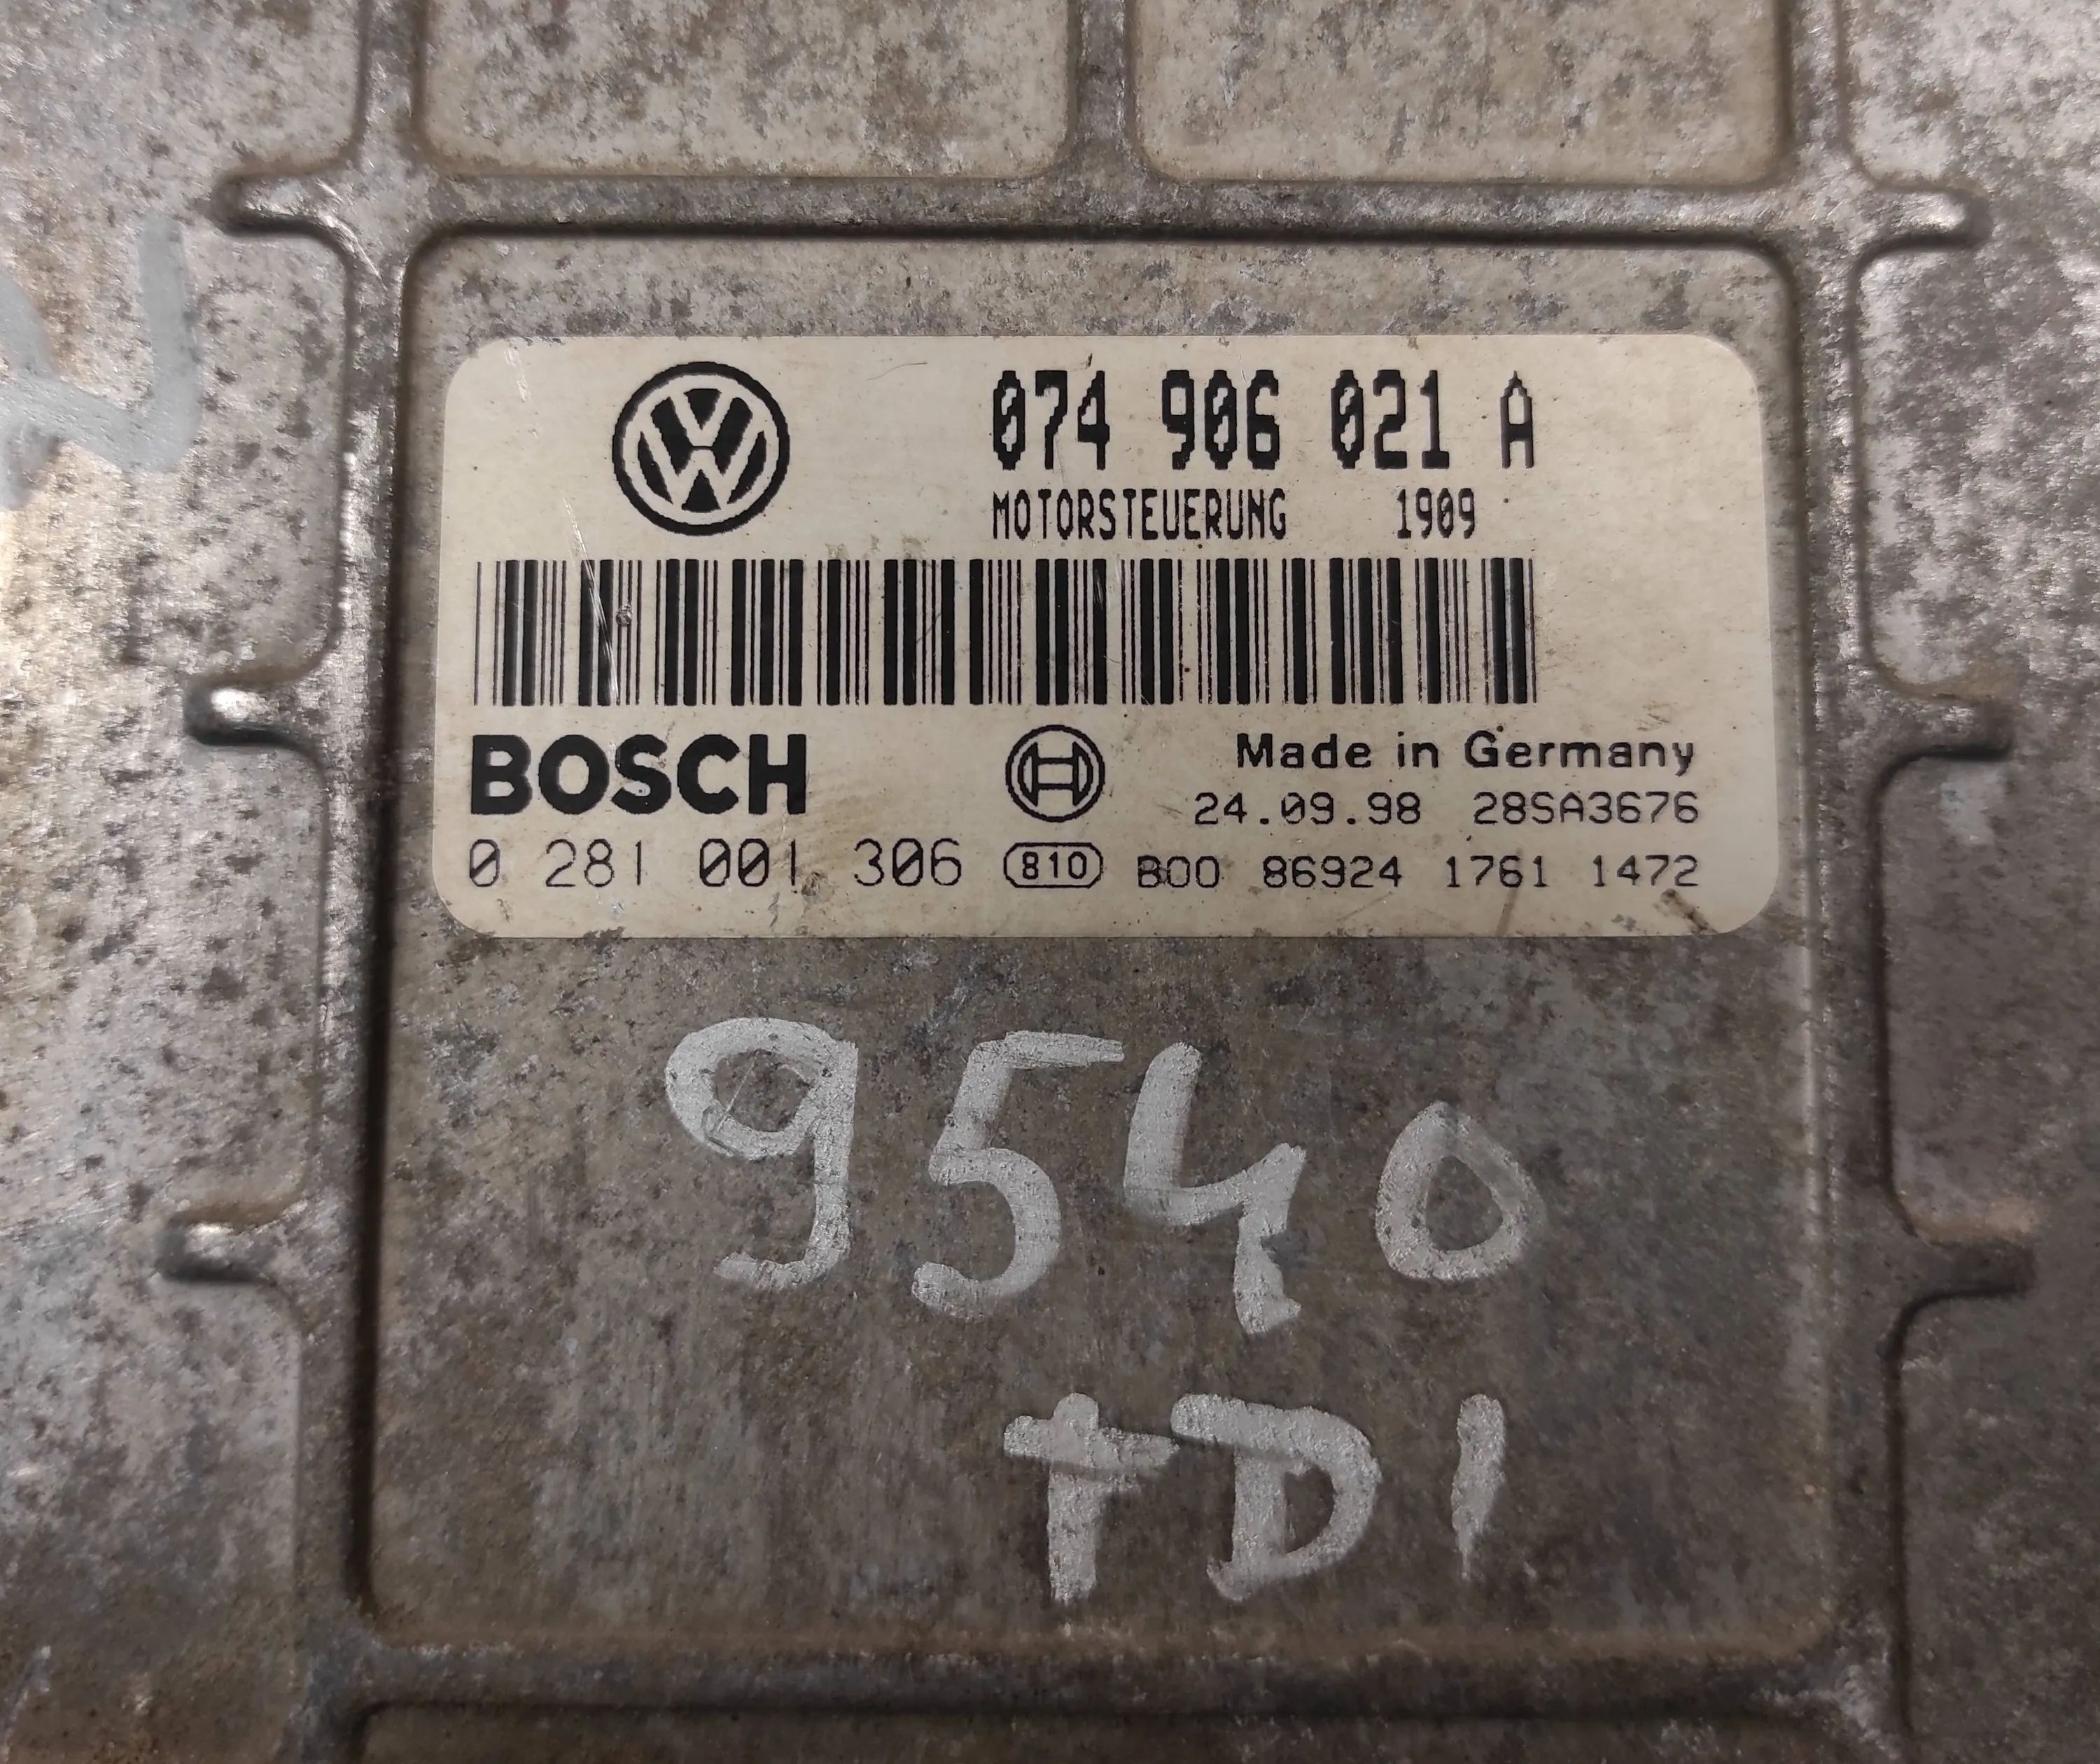 074 906 021 A
MOTORSTEUERUNG 1909
BOSCH
Made in Germany
24.09.98 28SA3676
0 281 001 306 810 B00 86924 1761 1472
9540
tDI